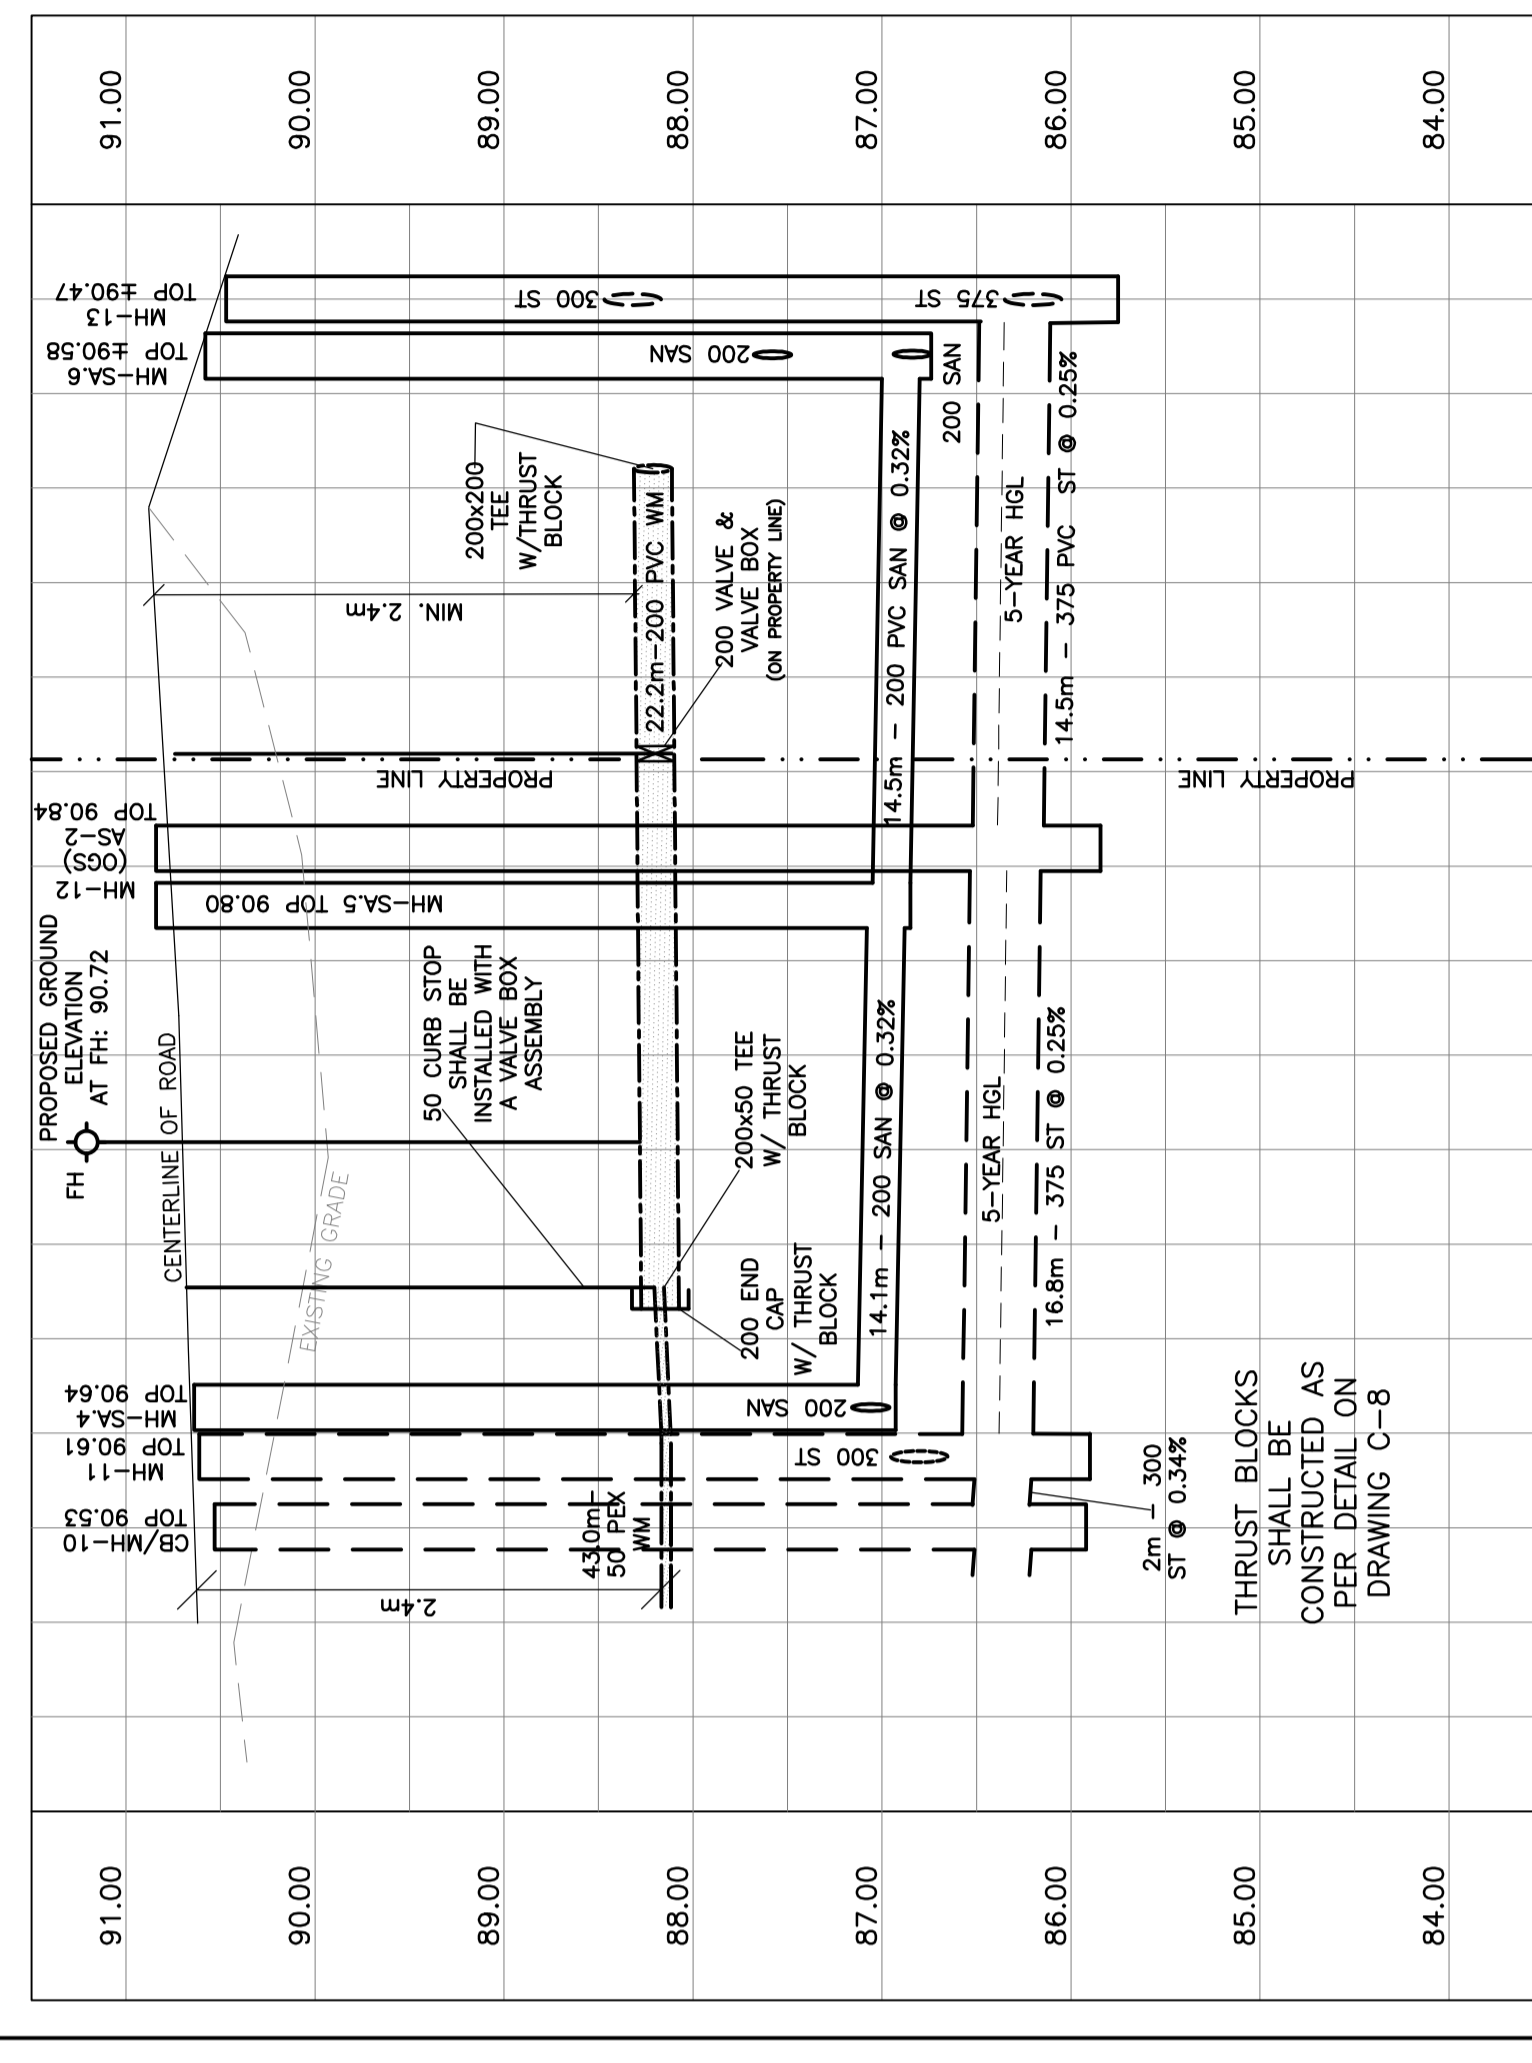 91.00
90.00
89.00
88.00
87.00
86.00
85.00
84.00
CB/MH-10
TOP 90.53
MH-11
TOP 90.61
MH-SA.4
TOP 90.64
FH
PROPOSED GROUND
ELEVATION
AT FH: 90.72
CENTERLINE OF ROAD
EXISTING GRADE
MH-12
(OGS)
AS-2
TOP 90.84
MH-SA.5 TOP 90.80
PROPERTY LINE
PROPERTY LINE
MH-SA.6
TOP ±90.58
MH-13
TOP ±90.47
2.4m
43.0m-
50 PEX
WM
50 CURB STOP
SHALL BE
INSTALLED WITH
A VALVE BOX
ASSEMBLY
200x50 TEE
W/ THRUST
BLOCK
200 END
CAP
W/ THRUST
BLOCK
MIN. 2.4m
200x200
TEE
W/THRUST
BLOCK
22.2m-200 PVC WM
200 VALVE &
VALVE BOX
(ON PROPERTY LINE)
200 SAN
300 ST
200 SAN
300 ST
375 ST
200 SAN
14.1m - 200 SAN @ 0.32%
14.5m - 200 PVC SAN @ 0.32%
5-YEAR HGL
5-YEAR HGL
16.8m - 375 ST @ 0.25%
14.5m - 375 PVC ST @ 0.25%
2m - 300
ST @ 0.34%
THRUST BLOCKS
SHALL BE
CONSTRUCTED AS
PER DETAIL ON
DRAWING C-8
91.00
90.00
89.00
88.00
87.00
86.00
85.00
84.00